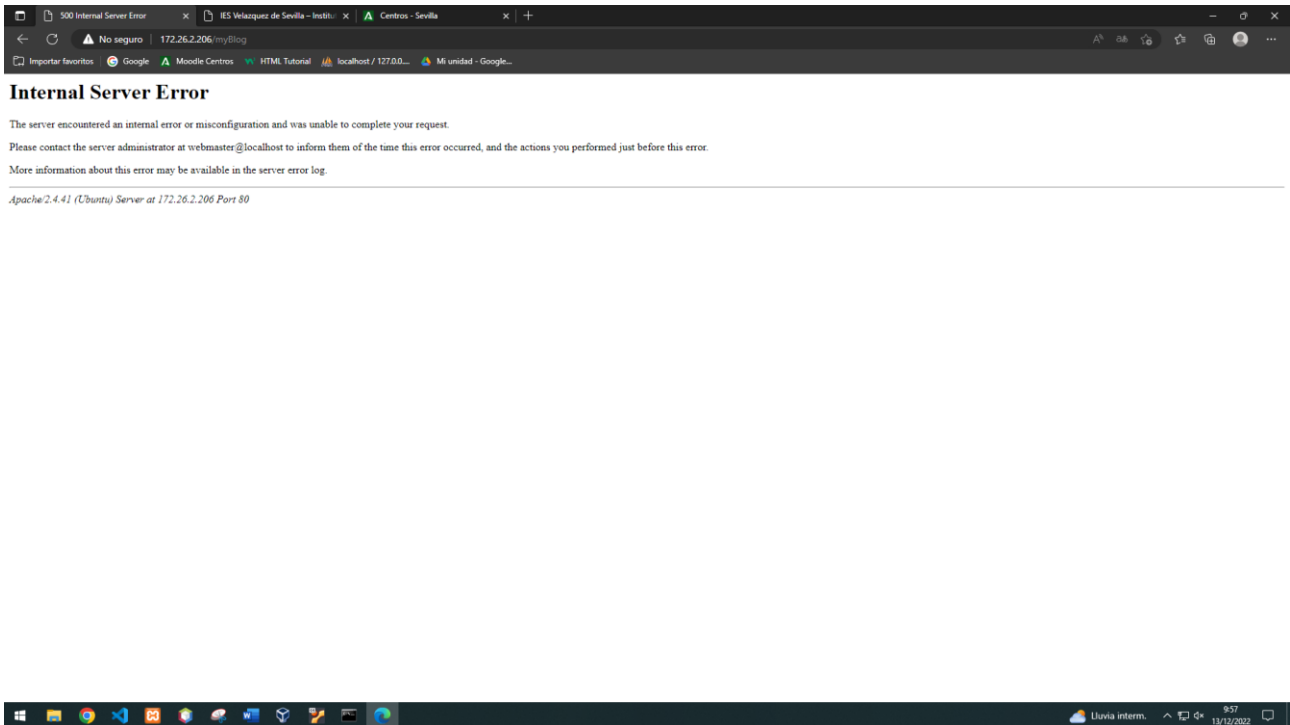 500 Internal Server Error
IES Velazquez de Sevilla – Institu
Centros - Sevilla
No seguro
172.26.2.206/myBlog
Importar favoritos
Google
Moodle Centros
HTML Tutorial
localhost / 127.0.0....
Mi unidad - Google...
Internal Server Error
The server encountered an internal error or misconfiguration and was unable to complete your request.
Please contact the server administrator at webmaster@localhost to inform them of the time this error occurred, and the actions you performed just before this error.
More information about this error may be available in the server error log.
Apache/2.4.41 (Ubuntu) Server at 172.26.2.206 Port 80
Lluvia interm.
9:57
13/12/2022